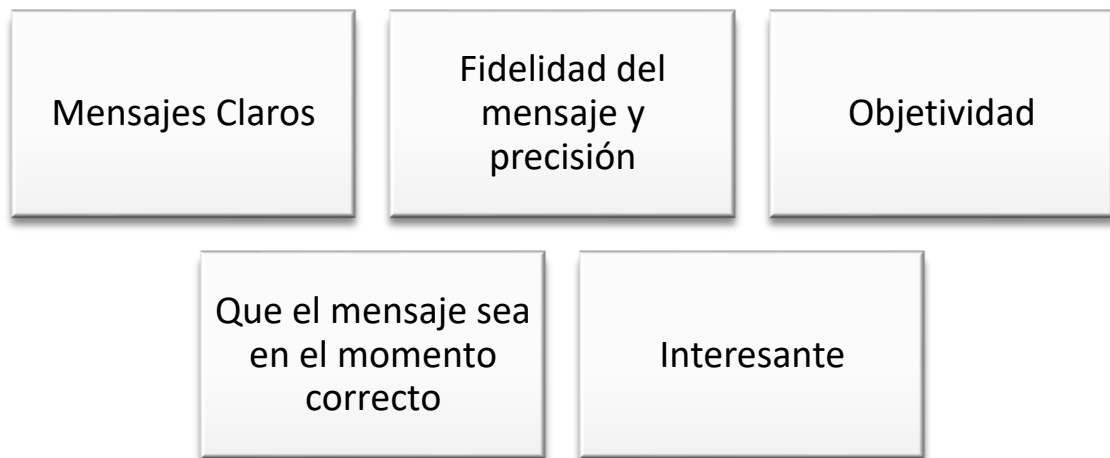 Mensajes Claros
Fidelidad del
mensaje y
precisión
Objetividad
Que el mensaje sea
en el momento
correcto
Interesante